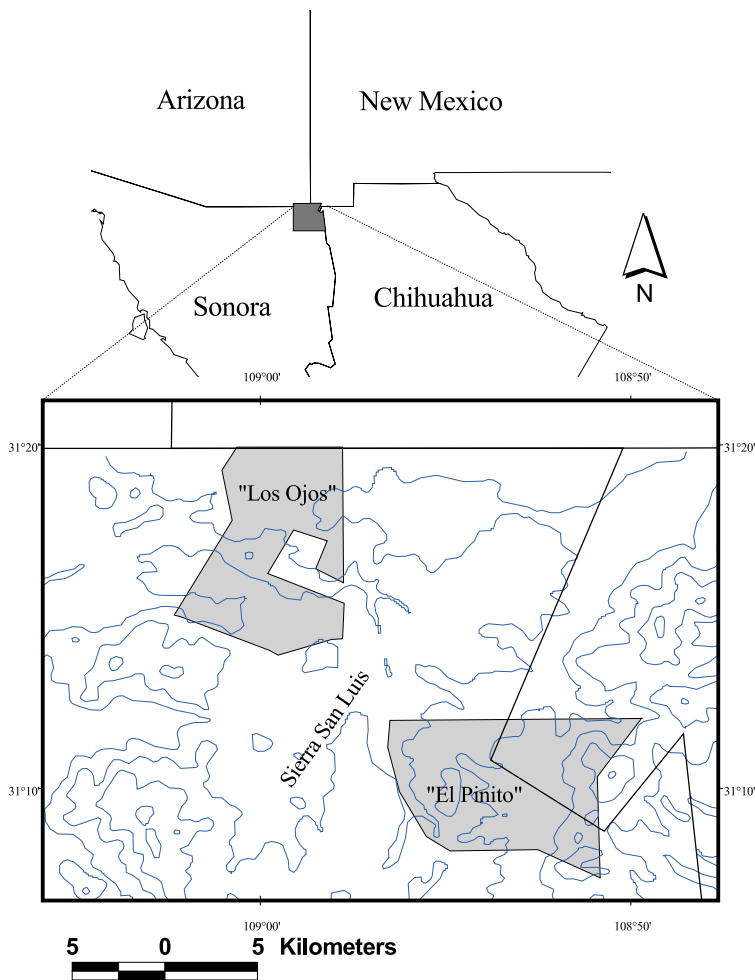 Arizona
New Mexico
N
Sonora
Chihuahua
109°00'
108°50'
31°20'
31°20'
"Los Ojos"
Sierra San Luis
31°10'
"El Pinito"
31°10'
109°00'
108°50'
5 0 5 Kilometers